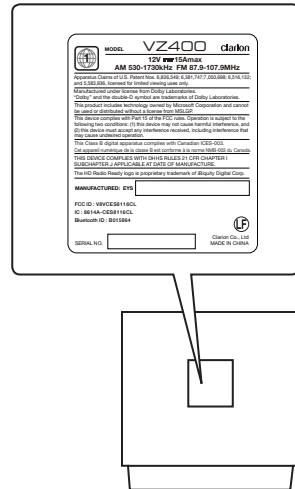 MODEL VZ400 clarion
12V 15Amax
AM 530-1730kHz FM 87.9-107.9MHz
Apparatus Claims of U.S. Patent Nos. 6,836,549; 6,381,747;7,050,698; 6,516,132;
and 5,583,936, licensed for limited viewing uses only.
Manufactured under license from Dolby Laboratories.
"Dolby" and the double-D symbol are trademarks of Dolby Laboratories.
This product includes technology owned by Microsoft Corporation and cannot
be used or distributed without a license from MSLGP.
This device complies with Part 15 of the FCC rules. Operation is subject to the
following two conditions: (1) this device may not cause harmful interference, and
(2) this device must accept any interference received, including interference that
may cause undesired operation.
This Class B digital apparatus complies with Canadian ICES-003.
Cet appareil numérique de la classe B est conforme à la norme NMB-003 du Canada.
THIS DEVICE COMPLIES WITH DHHS RULES 21 CFR CHAPTER I
SUBCHAPTER J APPLICABLE AT DATE OF MANUFACTURE.
The HD Radio Ready logo is proprietary trademark of iBiquity Digital Corp.
MANUFACTURED: EYS
FCC ID : V8VCES8116CL
IC : 8614A-CES8116CL
Bluetooth ID : B015864
LF
SERIAL NO.
Clarion Co., Ltd
MADE IN CHINA